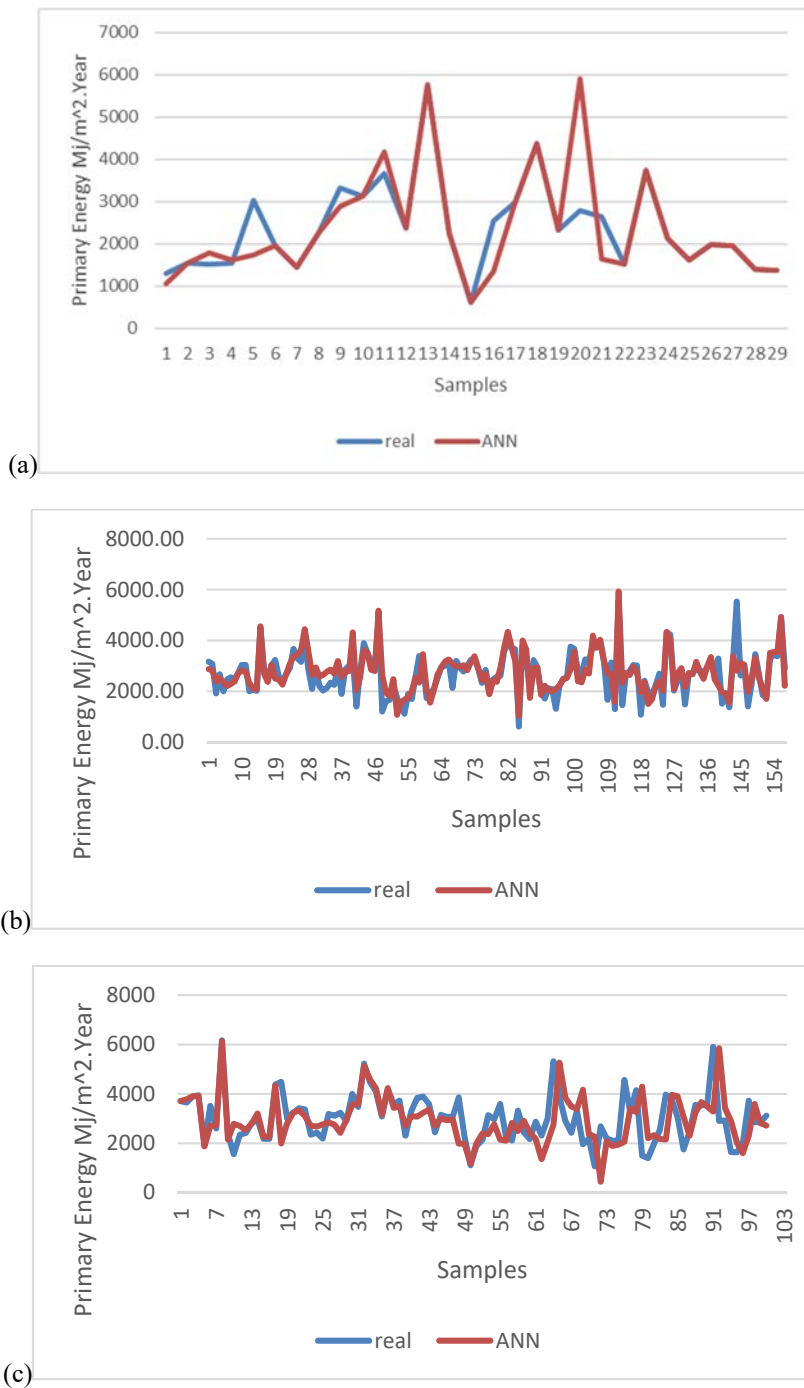 7000
6000
5000
4000
3000
2000
1000
0
Primary Energy Mj/m^2.Year
1 2 3 4 5 6 7 8 9 10 11 12 13 14 15 16 17 18 19 20 21 22 23 24 25 26 27 28 29
Samples
real ANN
(a)
8000.00
6000.00
4000.00
2000.00
0.00
Primary Energy Mj/m^2.Year
1 10 19 28 37 46 55 64 73 82 91 100 109 118 127 136 145 154
Samples
real ANN
(b)
8000
6000
4000
2000
0
Primary Energy Mj/m^2.Year
1 7 13 19 25 31 37 43 49 55 61 67 73 79 85 91 97 103
Samples
real ANN
(c)